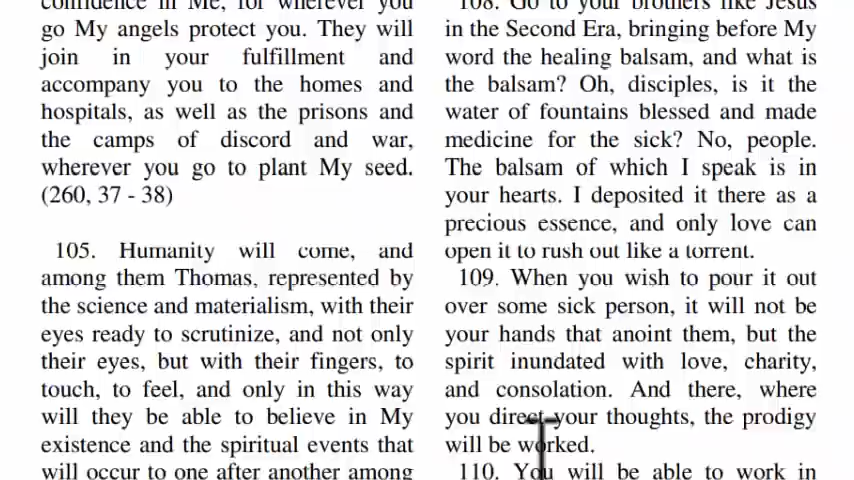 confidence in Me, for wherever you
go My angels protect you. They will
join in your fulfillment and
accompany you to the homes and
hospitals, as well as the prisons and
the camps of discord and war,
wherever you go to plant My seed.
(260, 37 - 38)
105. Humanity will come, and
among them Thomas, represented by
the science and materialism, with their
eyes ready to scrutinize, and not only
their eyes, but with their fingers, to
touch, to feel, and only in this way
will they be able to believe in My
existence and the spiritual events that
will occur to one after another among
108. Go to your brothers like Jesus
in the Second Era, bringing before My
word the healing balsam, and what is
the balsam? Oh, disciples, is it the
water of fountains blessed and made
medicine for the sick? No, people.
The balsam of which I speak is in
your hearts. I deposited it there as a
precious essence, and only love can
open it to rush out like a torrent.
109. When you wish to pour it out
over some sick person, it will not be
your hands that anoint them, but the
spirit inundated with love, charity,
and consolation. And there, where
you direct your thoughts, the prodigy
will be worked.
110. You will be able to work in